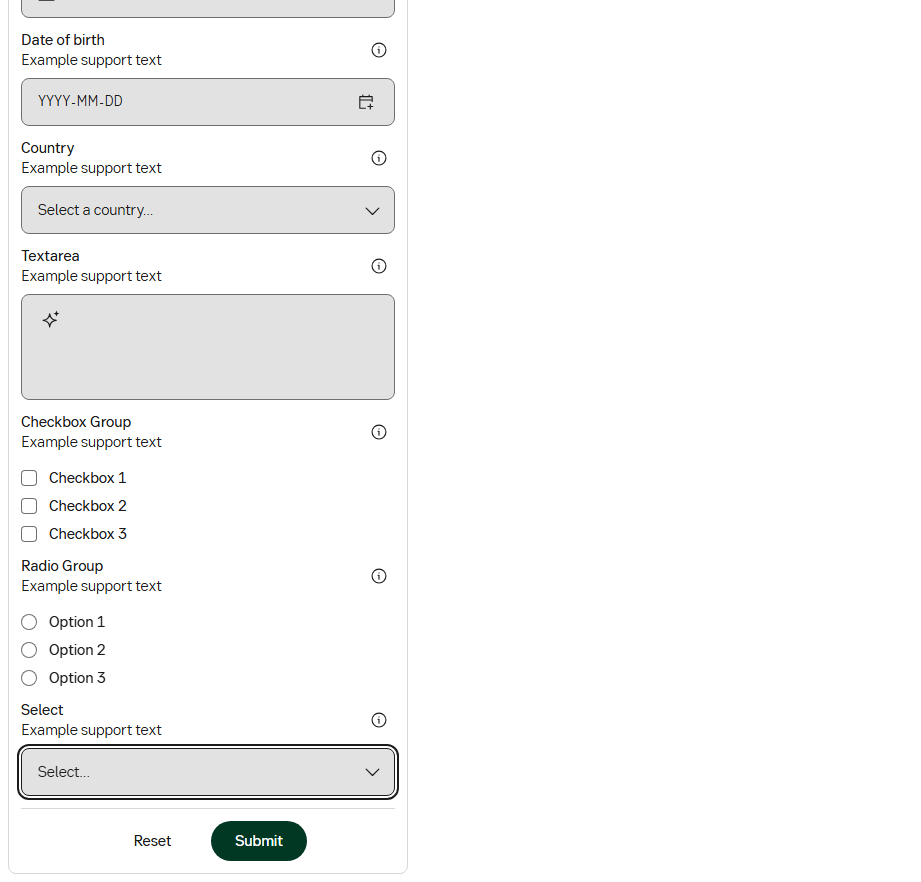 Date of birth
Example support text
YYYY-MM-DD
Country
Example support text
Select a country...
Textarea
Example support text
Checkbox Group
Example support text
Checkbox 1
Checkbox 2
Checkbox 3
Radio Group
Example support text
Option 1
Option 2
Option 3
Select
Example support text
Select...
Reset Submit